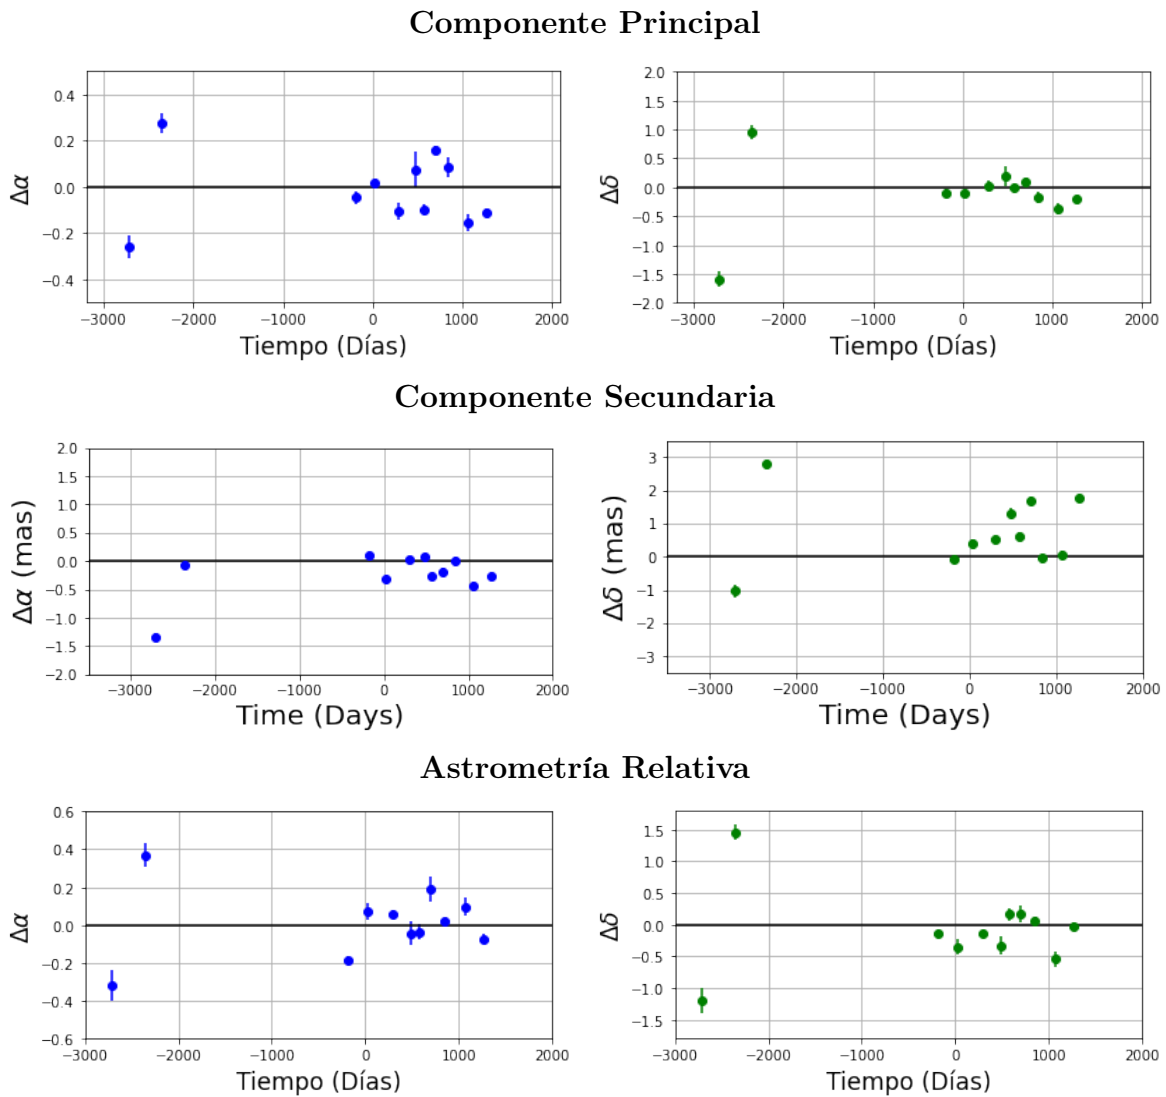 Componente Principal
0.4
0.2
0.0
−0.2
−0.4
Δα
−3000 −2000 −1000 0 1000 2000
Tiempo (Días)
2.0
1.5
1.0
0.5
0.0
−0.5
−1.0
−1.5
−2.0
Δδ
−3000 −2000 −1000 0 1000 2000
Tiempo (Días)
Componente Secundaria
2.0
1.5
1.0
0.5
0.0
−0.5
−1.0
−1.5
−2.0
Δα (mas)
−3000 −2000 −1000 0 1000 2000
Time (Days)
3
2
1
0
−1
−2
−3
Δδ (mas)
−3000 −2000 −1000 0 1000 2000
Time (Days)
Astrometría Relativa
0.6
0.4
0.2
0.0
−0.2
−0.4
−0.6
Δα
−3000 −2000 −1000 0 1000 2000
Tiempo (Días)
1.5
1.0
0.5
0.0
−0.5
−1.0
−1.5
Δδ
−3000 −2000 −1000 0 1000 2000
Tiempo (Días)